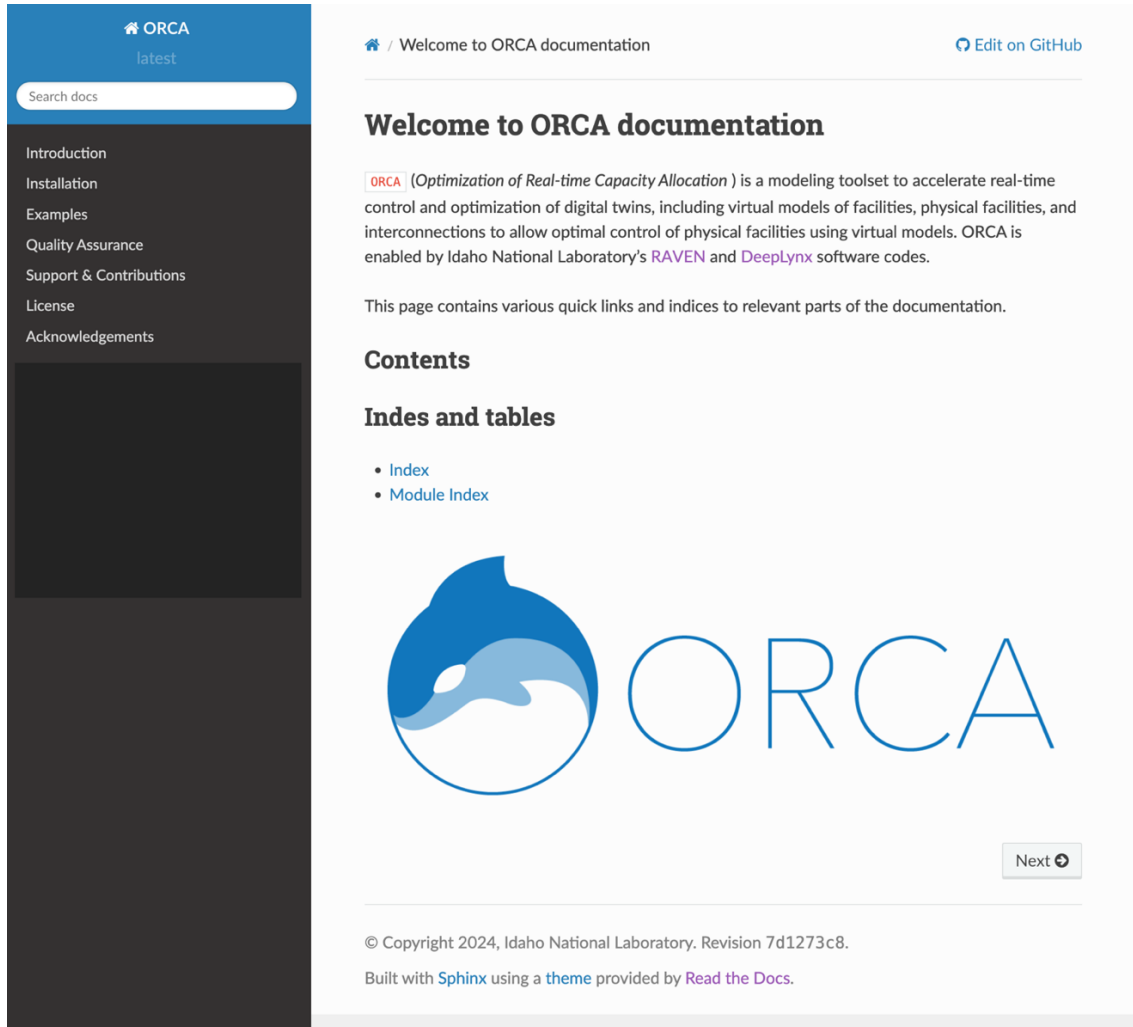 ORCA
latest
Search docs
Introduction
Installation
Examples
Quality Assurance
Support & Contributions
License
Acknowledgements
/ Welcome to ORCA documentation
Edit on GitHub
Welcome to ORCA documentation
ORCA (Optimization of Real-time Capacity Allocation ) is a modeling toolset to accelerate real-time
control and optimization of digital twins, including virtual models of facilities, physical facilities, and
interconnections to allow optimal control of physical facilities using virtual models. ORCA is
enabled by Idaho National Laboratory's RAVEN and DeepLynx software codes.
This page contains various quick links and indices to relevant parts of the documentation.
Contents
Indes and tables
• Index
• Module Index
ORCA
Next
© Copyright 2024, Idaho National Laboratory. Revision 7d1273c8.
Built with Sphinx using a theme provided by Read the Docs.